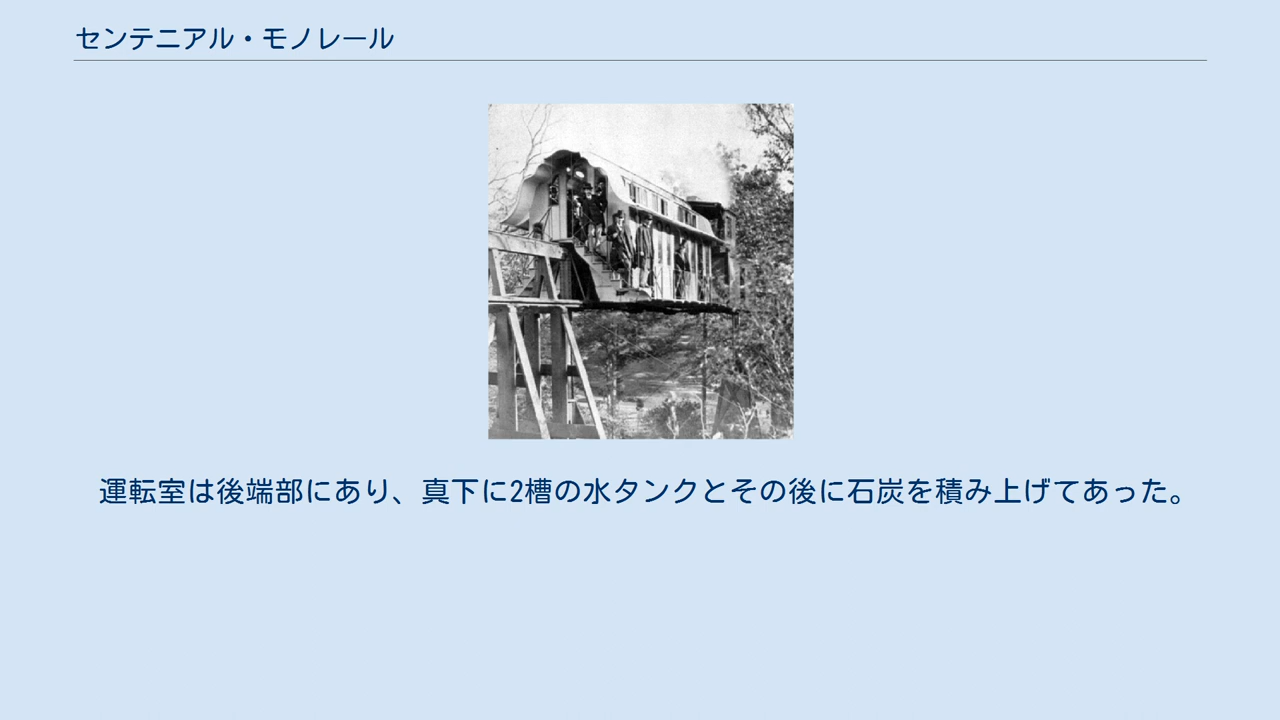 センテニアル・モノレール
運転室は後端部にあり、真下に2槽の水タンクとその後に石炭を積み上げてあった。